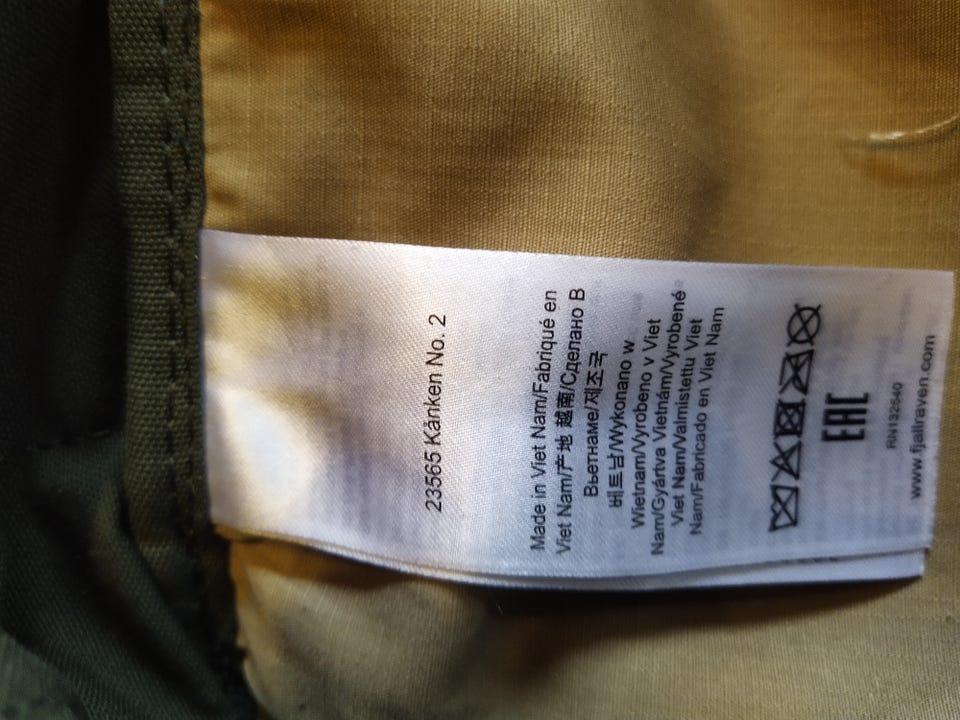 23565 Kånken No. 2
Made in Viet Nam/Fabriqué en
Viet Nam/产地 越南/Сделано В
Вьетнаме/제조국
베트남/Wykonano w
Wietnam/Vyrobeno v Viet
Nam/Gyártva Vietnám/Vyrobené
Viet Nam/Valmistettu Viet
Nam/Fabricado en Viet Nam
EAC
RN132640
www.fjallraven.com